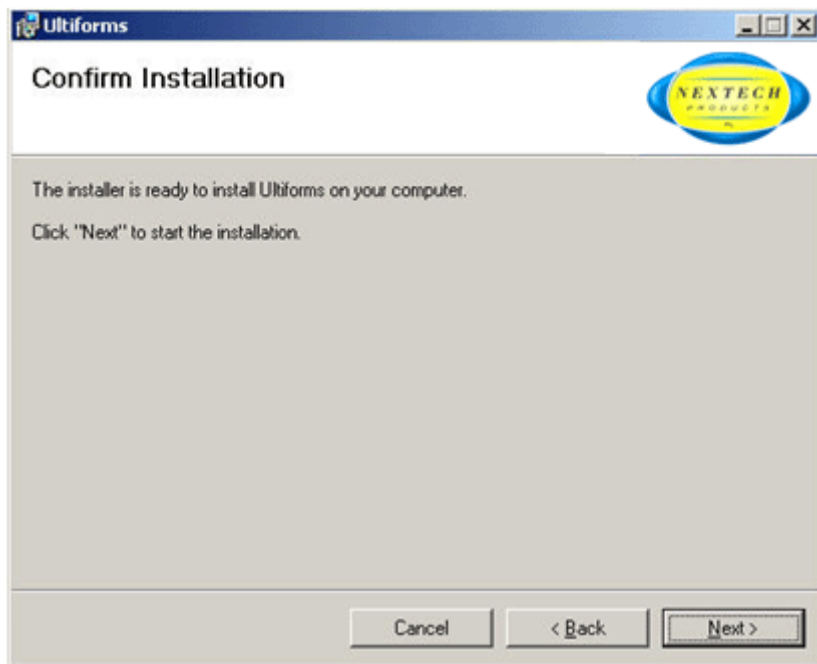 Ultiforms
Confirm Installation
NEXTECH
PRODUCTS
The installer is ready to install Ultiforms on your computer.
Click "Next" to start the installation.
Cancel
< Back
Next >